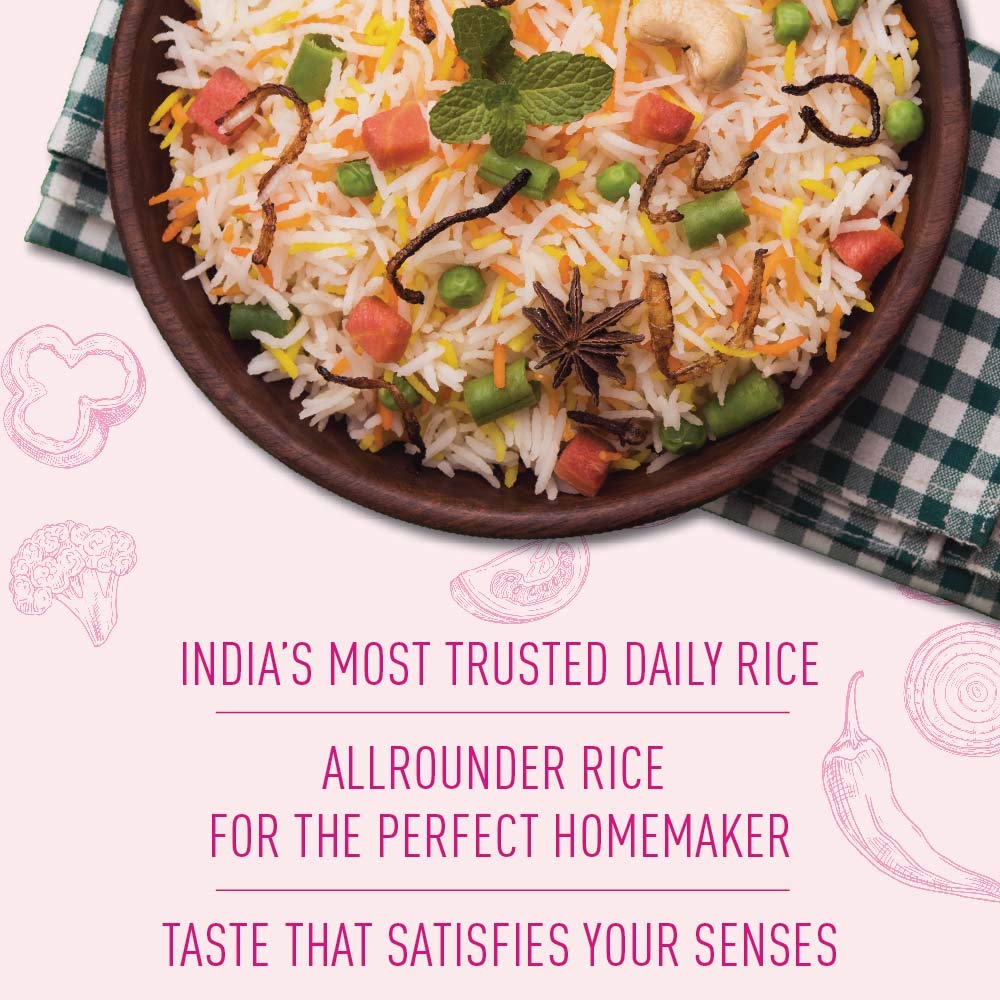 INDIA'S MOST TRUSTED DAILY RICE
ALLROUNDER RICE
FOR THE PERFECT HOMEMAKER
TASTE THAT SATISFIES YOUR SENSES